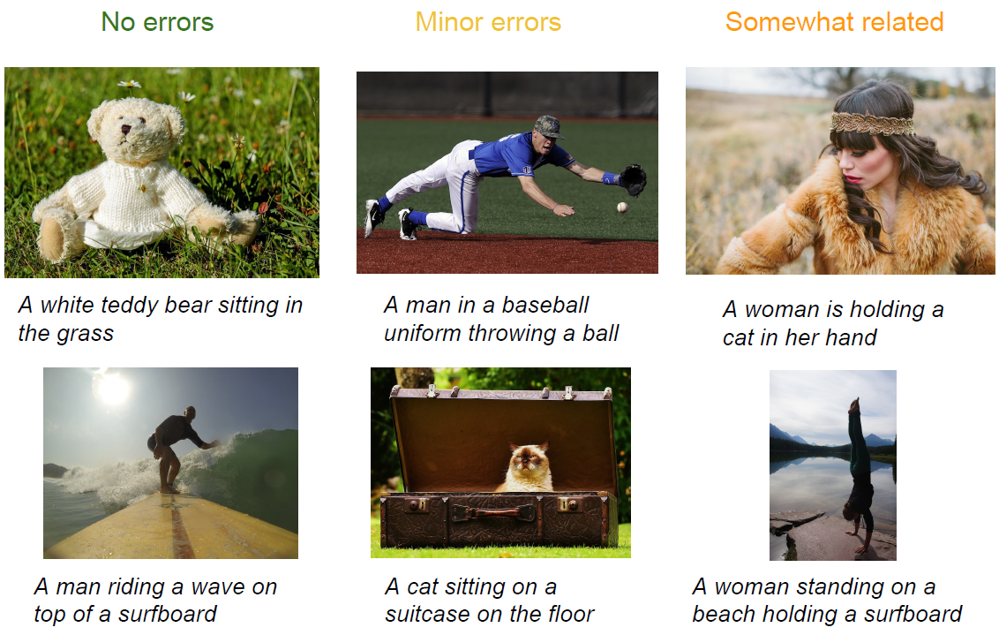 No errors
Minor errors
Somewhat related
A white teddy bear sitting in
the grass
A man in a baseball
uniform throwing a ball
A woman is holding a
cat in her hand
A man riding a wave on
top of a surfboard
A cat sitting on a
suitcase on the floor
A woman standing on a
beach holding a surfboard